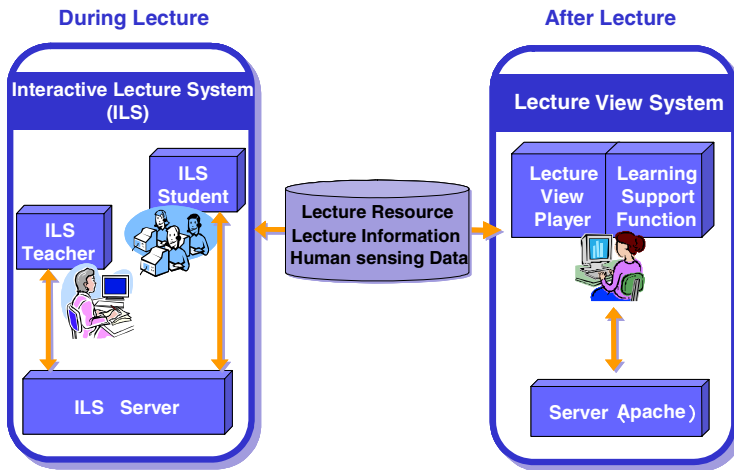 During Lecture
Interactive Lecture System
(ILS)
ILS
Student
ILS
Teacher
ILS Server
Lecture Resource
Lecture Information
Human sensing Data
After Lecture
Lecture View System
Lecture
View
Player
Learning
Support
Function
Server (Apache)